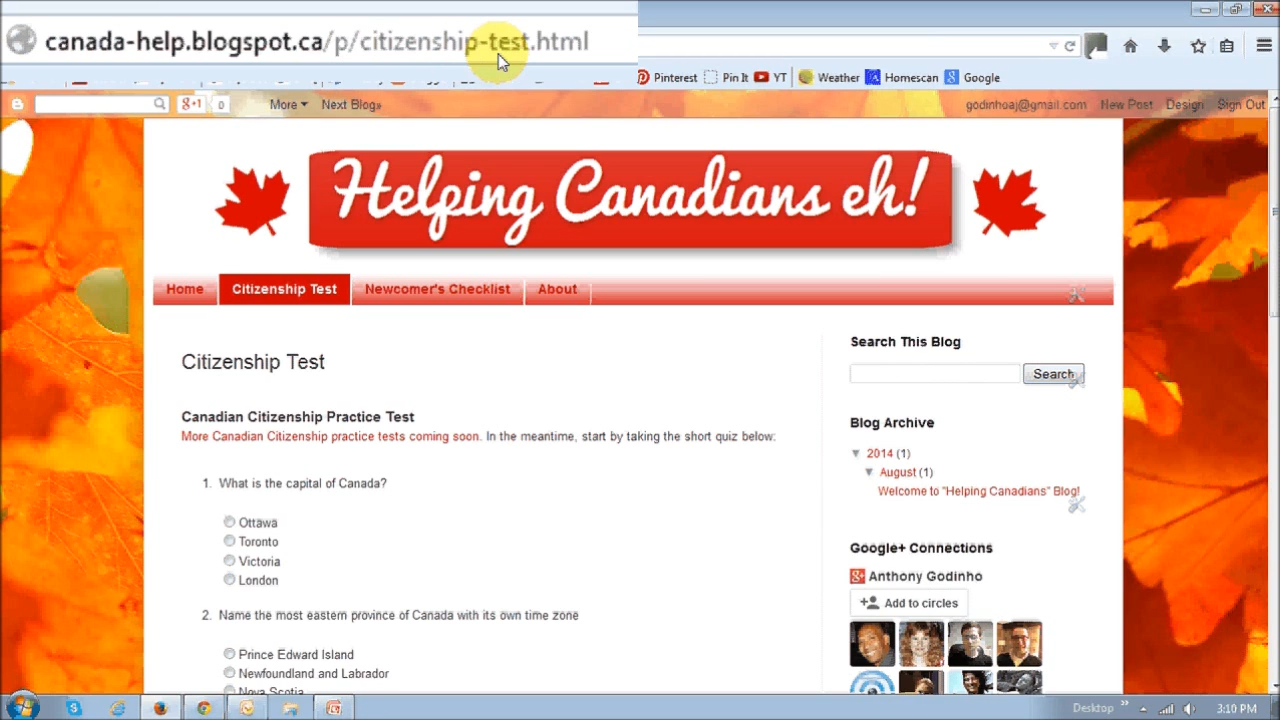 canada-help.blogspot.ca/p/citizenship-test.html
Pinterest Pin It YT Weather Homescan Google
g+1 0 More Next Blog» godinhoaj@gmail.com New Post Design Sign Out
Helping Canadians eh!
Home Citizenship Test Newcomer's Checklist About
Citizenship Test
Canadian Citizenship Practice Test
More Canadian Citizenship practice tests coming soon. In the meantime, start by taking the short quiz below:
1. What is the capital of Canada?
Ottawa
Toronto
Victoria
London
2. Name the most eastern province of Canada with its own time zone
Prince Edward Island
Newfoundland and Labrador
Nova Scotia
Search This Blog
Search
Blog Archive
▼ 2014 (1)
▼ August (1)
Welcome to "Helping Canadians" Blog!
Google+ Connections
Anthony Godinho
Add to circles
Desktop 3:10 PM